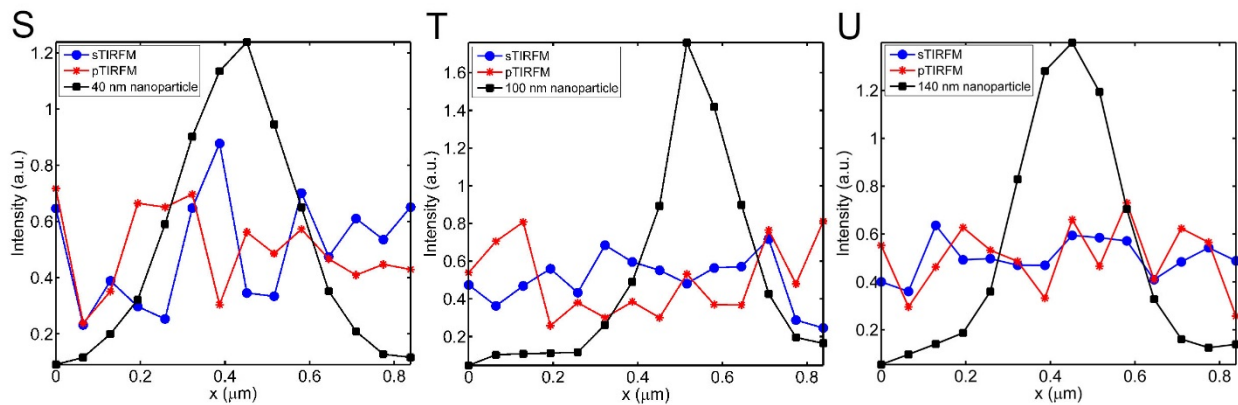 S
sTIRFM
pTIRFM
40 nm nanoparticle
Intensity (a.u.)
1.2
1
0.8
0.6
0.4
0.2
0 0.2 0.4 0.6 0.8
x (μm)
T
sTIRFM
pTIRFM
100 nm nanoparticle
Intensity (a.u.)
1.6
1.4
1.2
1
0.8
0.6
0.4
0.2
0 0.2 0.4 0.6 0.8
x (μm)
U
sTIRFM
pTIRFM
140 nm nanoparticle
Intensity (a.u.)
1.2
1
0.8
0.6
0.4
0.2
0 0.2 0.4 0.6 0.8
x (μm)